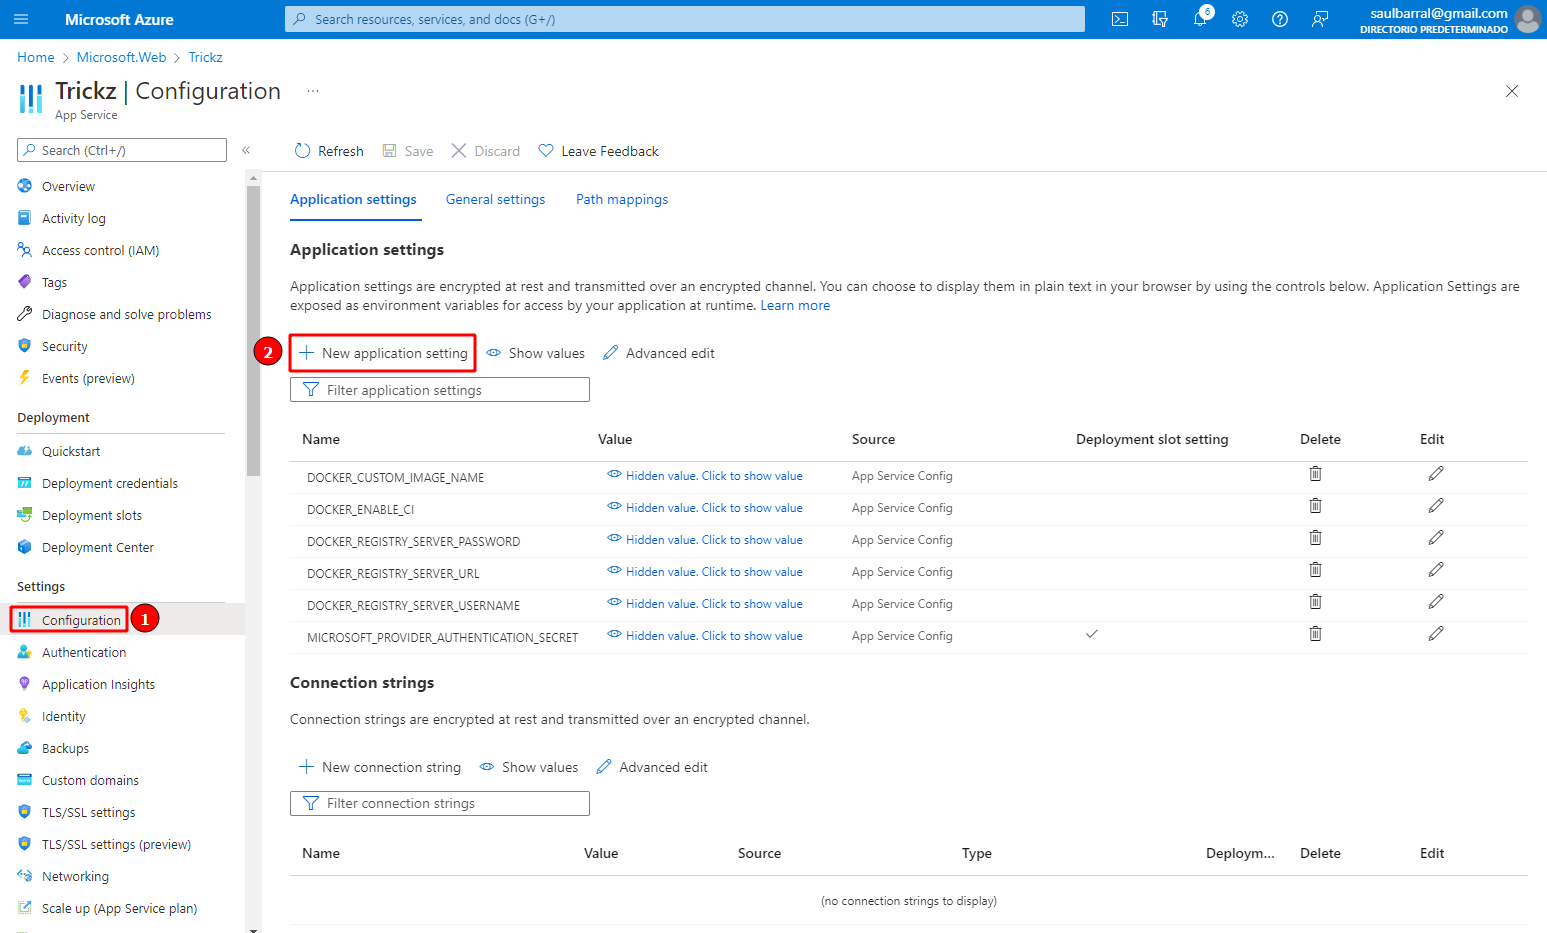 Microsoft Azure
Search resources, services, and docs (G+/)
6
saulbarral@gmail.com
DIRECTORIO PREDETERMINADO
Home > Microsoft.Web > Trickz
Trickz | Configuration ...
App Service
Search (Ctrl+/)
«
Overview
Activity log
Access control (IAM)
Tags
Diagnose and solve problems
Security
Events (preview)
Deployment
Quickstart
Deployment credentials
Deployment slots
Deployment Center
Settings
Configuration
1
Authentication
Application Insights
Identity
Backups
Custom domains
TLS/SSL settings
TLS/SSL settings (preview)
Networking
Scale up (App Service plan)
Refresh Save Discard Leave Feedback
Application settings General settings Path mappings
Application settings
Application settings are encrypted at rest and transmitted over an encrypted channel. You can choose to display them in plain text in your browser by using the controls below. Application Settings are
exposed as environment variables for access by your application at runtime. Learn more
2 New application setting Show values Advanced edit
Filter application settings
Name Value Source Deployment slot setting Delete Edit
DOCKER_CUSTOM_IMAGE_NAME Hidden value. Click to show value App Service Config
DOCKER_ENABLE_CI Hidden value. Click to show value App Service Config
DOCKER_REGISTRY_SERVER_PASSWORD Hidden value. Click to show value App Service Config
DOCKER_REGISTRY_SERVER_URL Hidden value. Click to show value App Service Config
DOCKER_REGISTRY_SERVER_USERNAME Hidden value. Click to show value App Service Config
MICROSOFT_PROVIDER_AUTHENTICATION_SECRET Hidden value. Click to show value App Service Config
Connection strings
Connection strings are encrypted at rest and transmitted over an encrypted channel.
New connection string Show values Advanced edit
Filter connection strings
Name Value Source Type Deploym... Delete Edit
(no connection strings to display)